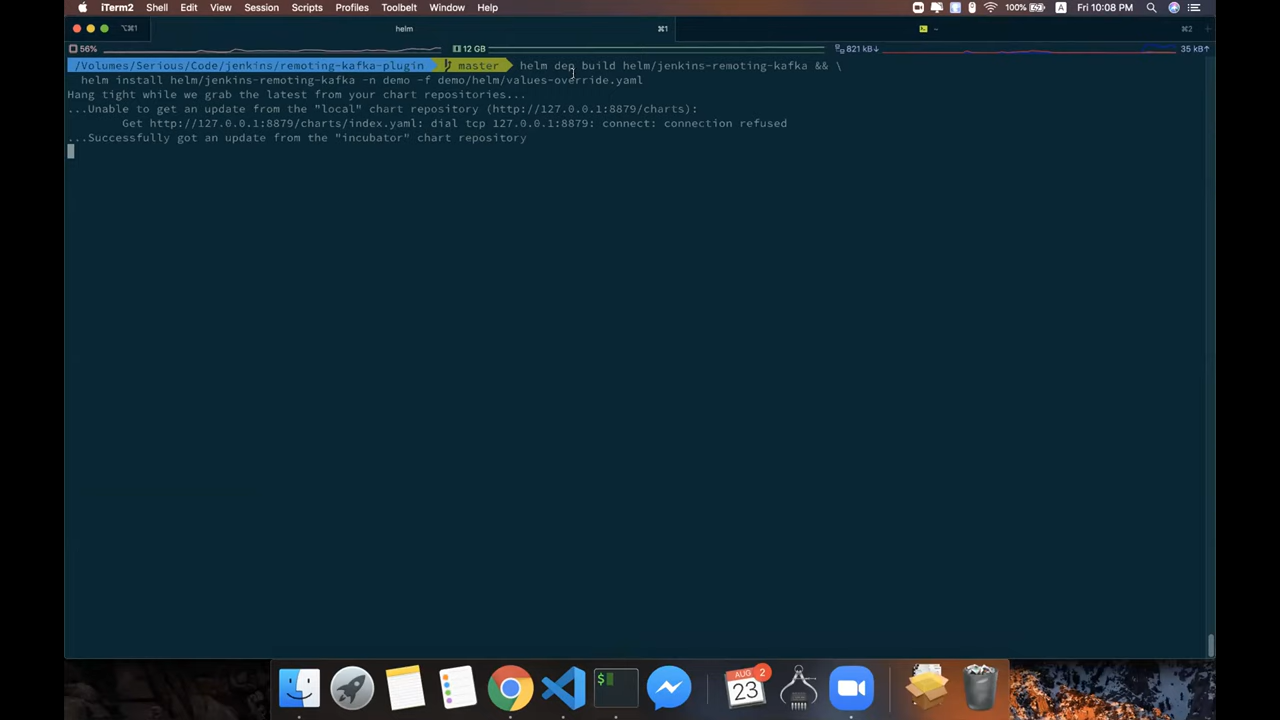 iTerm2 Shell Edit View Session Scripts Profiles Toolbelt Window Help 100% A Fri 10:08 PM
⌥⌘1 helm ⌘1 ~ ⌘2
56% 12 GB 821 kB↓ 35 kB↑
/Volumes/Serious/Code/jenkins/remoting-kafka-plugin master helm dep build helm/jenkins-remoting-kafka && \
helm install helm/jenkins-remoting-kafka -n demo -f demo/helm/values-override.yaml
Hang tight while we grab the latest from your chart repositories...
...Unable to get an update from the "local" chart repository (http://127.0.0.1:8879/charts):
Get http://127.0.0.1:8879/charts/index.yaml: dial tcp 127.0.0.1:8879: connect: connection refused
...Successfully got an update from the "incubator" chart repository
$
AUG 2
23